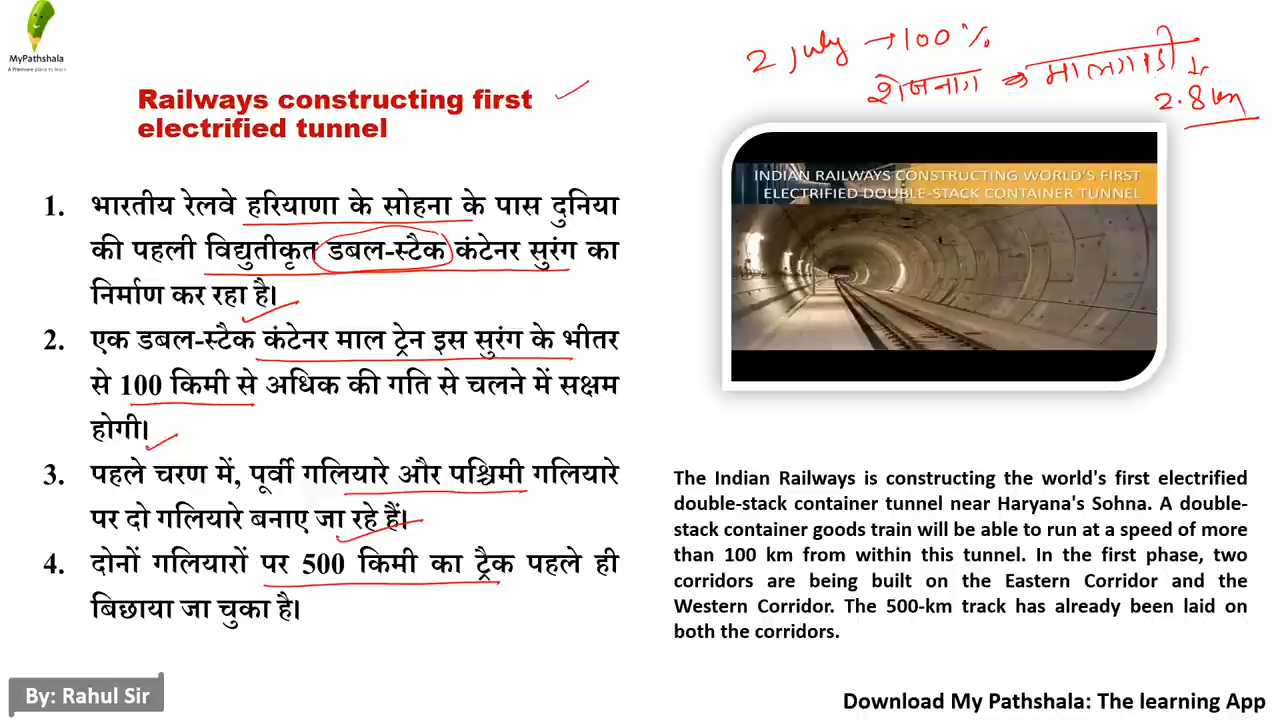 MyPathshala
A Premiere place to learn
2 July → 100%
शेषनाग ⇒ मालगाड़ी
2.8 km
Railways constructing first
electrified tunnel
1. भारतीय रेलवे हरियाणा के सोहना के पास दुनिया
की पहली विद्युतीकृत डबल-स्टैक कंटेनर सुरंग का
निर्माण कर रहा है।
2. एक डबल-स्टैक कंटेनर माल ट्रेन इस सुरंग के भीतर
से 100 किमी से अधिक की गति से चलने में सक्षम
होगी।
3. पहले चरण में, पूर्वी गलियारे और पश्चिमी गलियारे
पर दो गलियारे बनाए जा रहे हैं।
4. दोनों गलियारों पर 500 किमी का ट्रैक पहले ही
बिछाया जा चुका है।
INDIAN RAILWAYS CONSTRUCTING WORLD'S FIRST
ELECTRIFIED DOUBLE-STACK CONTAINER TUNNEL
The Indian Railways is constructing the world's first electrified
double-stack container tunnel near Haryana's Sohna. A double-
stack container goods train will be able to run at a speed of more
than 100 km from within this tunnel. In the first phase, two
corridors are being built on the Eastern Corridor and the
Western Corridor. The 500-km track has already been laid on
both the corridors.
By: Rahul Sir
Download My Pathshala: The learning App